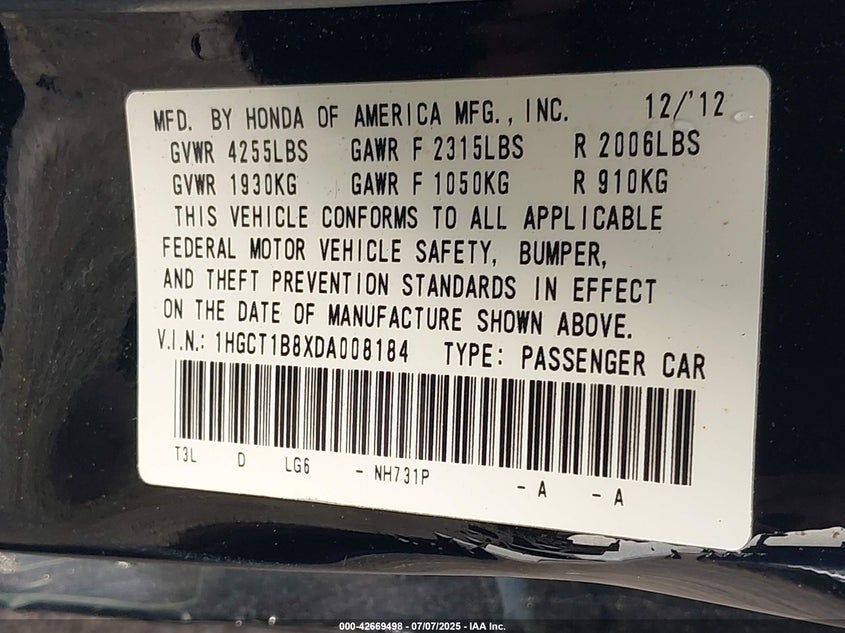 MFD. BY HONDA OF AMERICA MFG., INC. 12/'12
GVWR 4255LBS GAWR F 2315LBS R 2006LBS
GVWR 1930KG GAWR F 1050KG R 910KG
THIS VEHICLE CONFORMS TO ALL APPLICABLE
FEDERAL MOTOR VEHICLE SAFETY, BUMPER,
AND THEFT PREVENTION STANDARDS IN EFFECT
ON THE DATE OF MANUFACTURE SHOWN ABOVE.
V.I.N.: 1HGCT1B8XDA008184 TYPE: PASSENGER CAR
T3L D LG6 - NH731P - A - A
000-42669498 - 07/07/2025 - IAA Inc.